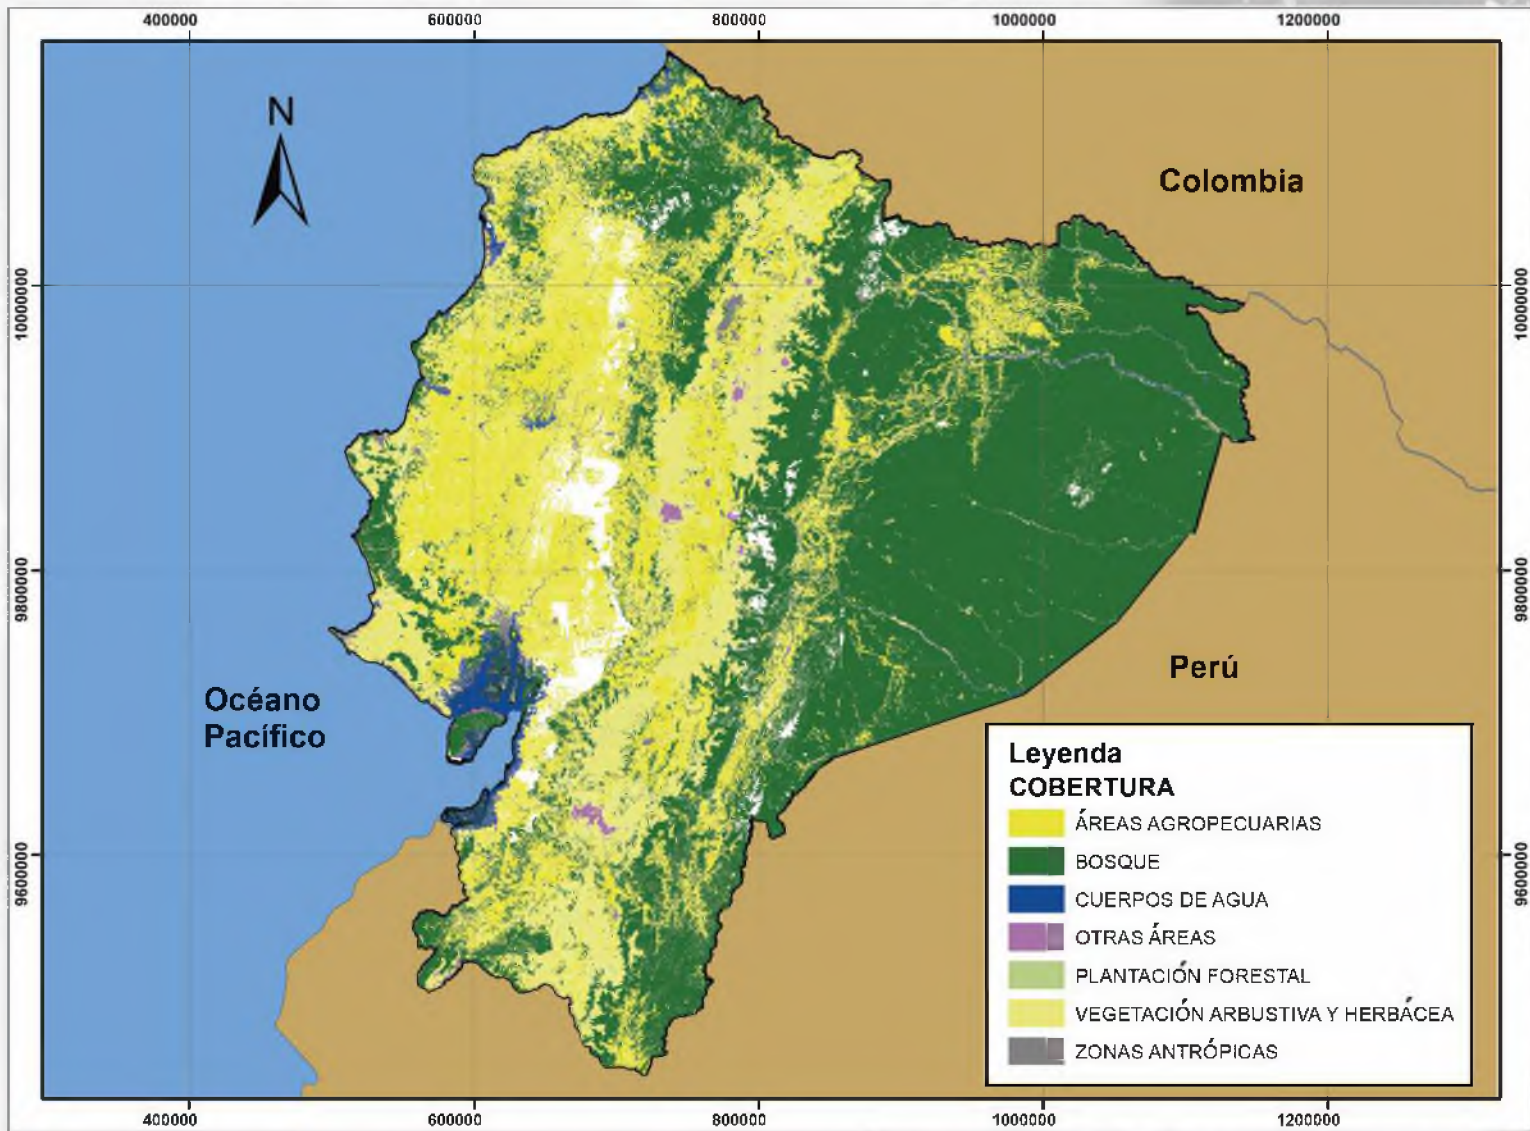 400000 600000 800000 1000000 1200000
N
Colombia
10000000 10000000
9800000 9800000
Perú
Océano
Pacífico
9600000 9600000
Leyenda
COBERTURA
ÁREAS AGROPECUARIAS
BOSQUE
CUERPOS DE AGUA
OTRAS ÁREAS
PLANTACIÓN FORESTAL
VEGETACIÓN ARBUSTIVA Y HERBÁCEA
ZONAS ANTRÓPICAS
400000 600000 800000 1000000 1200000